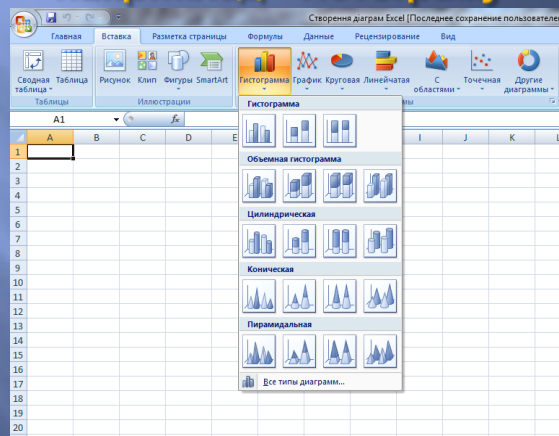 Створення діаграм Excel [Последнее сохранение пользователем
Главная Вставка Разметка страницы Формулы Данные Рецензирование Вид
Сводная таблица Таблица Рисунок Клип Фигуры SmartArt Гистограмма График Круговая Линейчатая С областями Точечная Другие диаграммы
Таблицы Иллюстрации мы
A1 fx
A B C D E I J K L
1
2
3
4
5
6
7
8
9
10
11
12
13
14
15
16
17
18
19
20
Гистограмма
Объемная гистограмма
Цилиндрическая
Коническая
Пирамидальная
Все типы диаграмм...